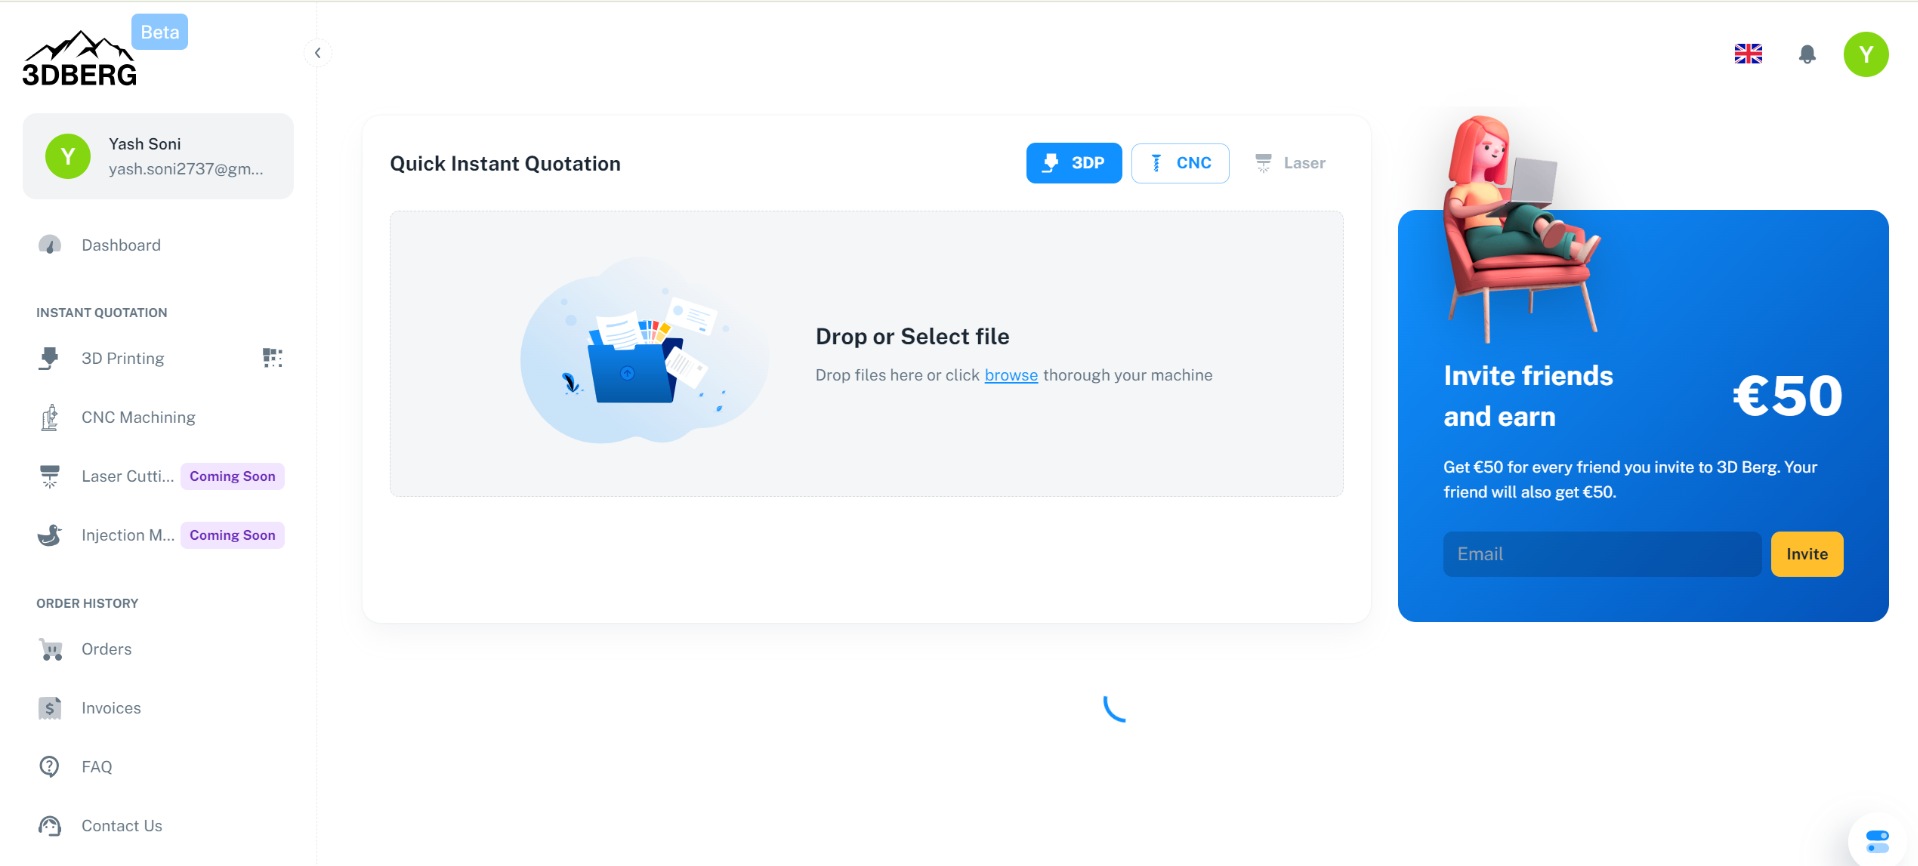 Beta
3DBERG
Y
Yash Soni
yash.soni2737@gm...
Dashboard
INSTANT QUOTATION
3D Printing
CNC Machining
Laser Cutti... Coming Soon
Injection M... Coming Soon
ORDER HISTORY
Orders
Invoices
FAQ
Contact Us
Y
Quick Instant Quotation
3DP
CNC
Laser
Drop or Select file
Drop files here or click browse thorough your machine
Invite friends
and earn
€50
Get €50 for every friend you invite to 3D Berg. Your
friend will also get €50.
Email
Invite